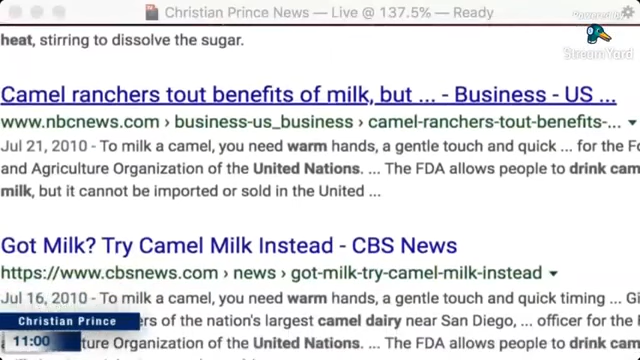 Christian Prince News — Live @ 137.5% — Ready
Powered by
StreamYard
heat, stirring to dissolve the sugar.
Camel ranchers tout benefits of milk, but ... - Business - US ...
www.nbcnews.com › business-us_business › camel-ranchers-tout-benefits-...
Jul 21, 2010 - To milk a camel, you need warm hands, a gentle touch and quick ... for the F
and Agriculture Organization of the United Nations. ... The FDA allows people to drink cam
milk, but it cannot be imported or sold in the United ...
Got Milk? Try Camel Milk Instead - CBS News
https://www.cbsnews.com › news › got-milk-try-camel-milk-instead
Jul 16, 2010 - To milk a camel, you need warm hands, a gentle touch and quick timing ... Gi
Christian Prince
ers of the nation's largest camel dairy near San Diego, ... officer for the F
11:00
ture Organization of the United Nations. ... The FDA allows people to drink cam